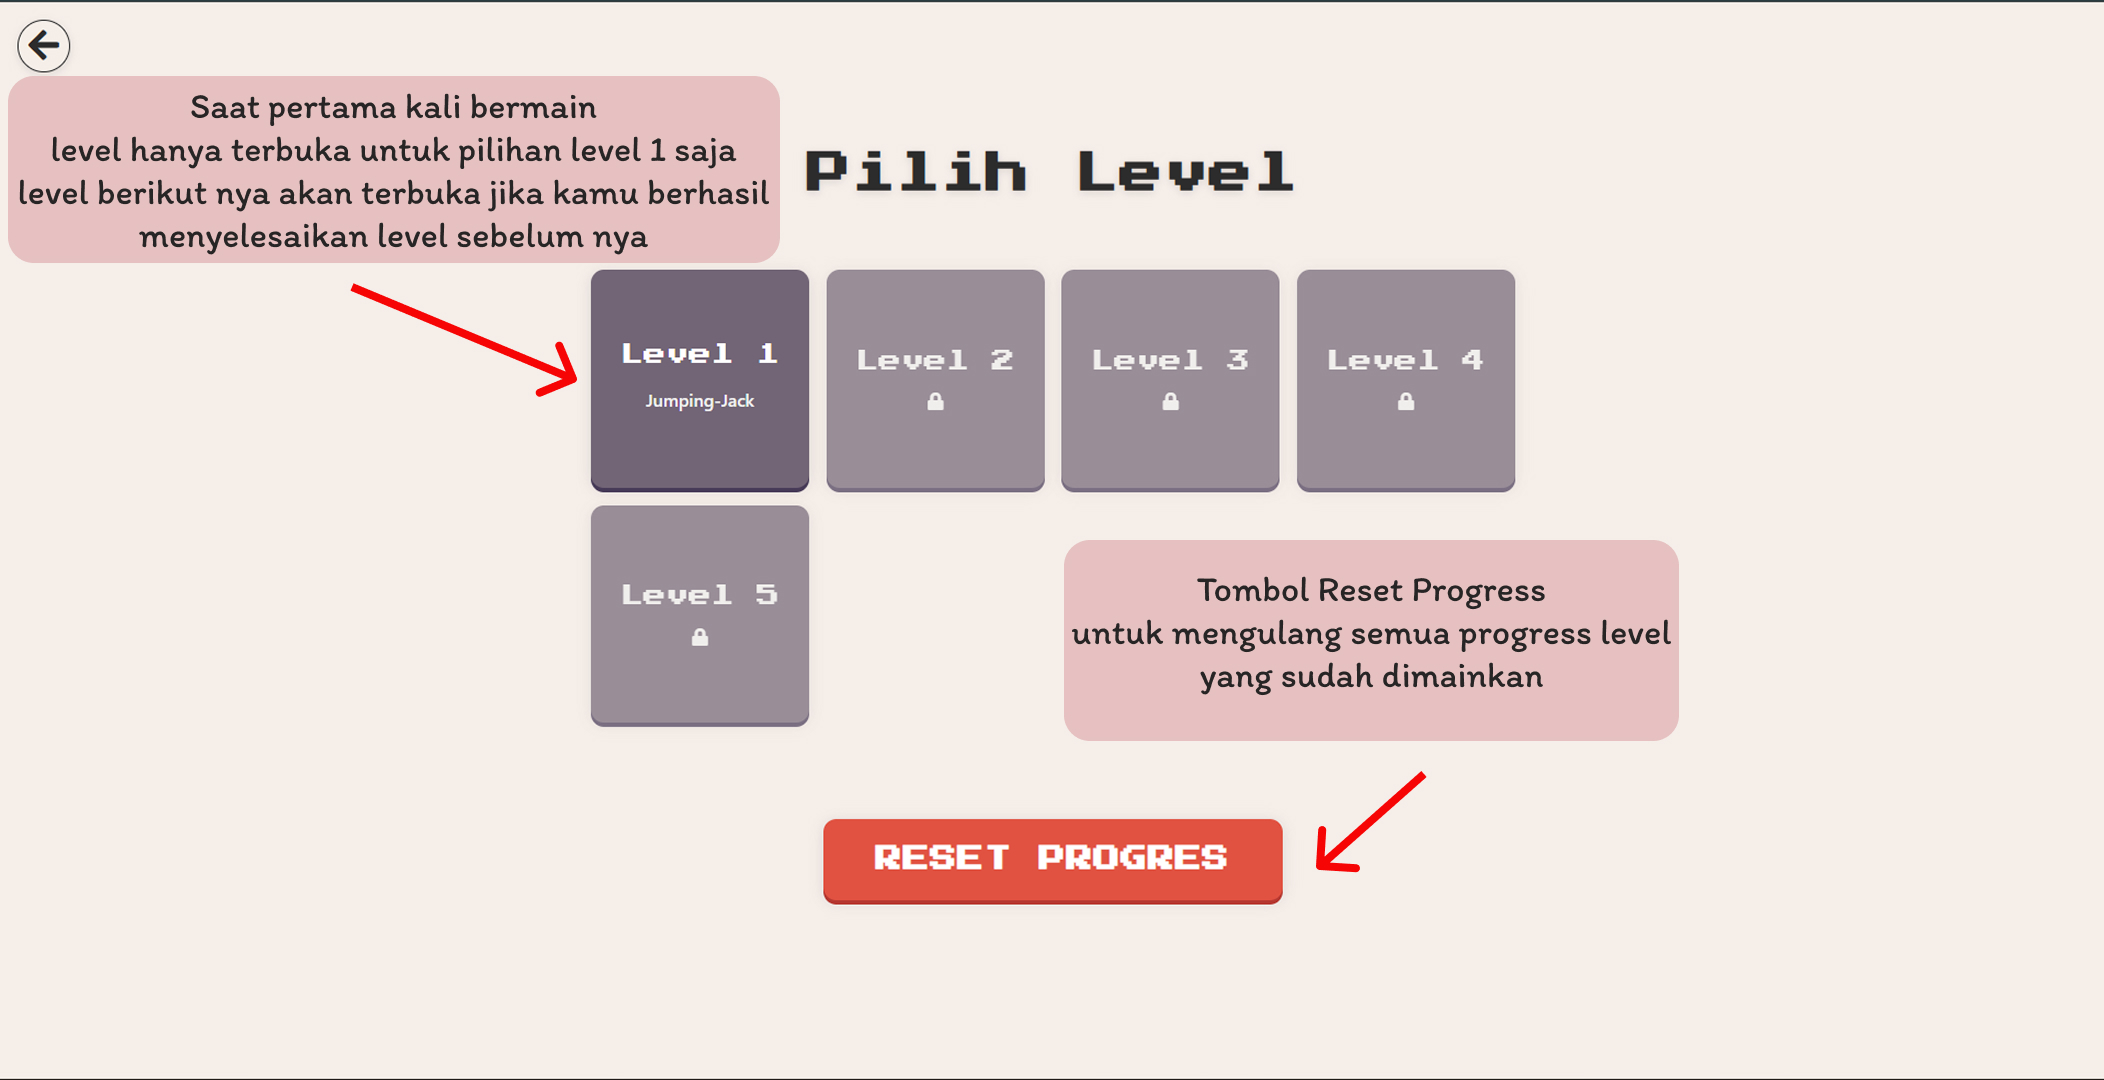 Saat pertama kali bermain
level hanya terbuka untuk pilihan level 1 saja
level berikut nya akan terbuka jika kamu berhasil
menyelesaikan level sebelum nya
Pilih Level
Level 1
Jumping-Jack
Level 2
Level 3
Level 4
Level 5
Tombol Reset Progress
untuk mengulang semua progress level
yang sudah dimainkan
RESET PROGRES